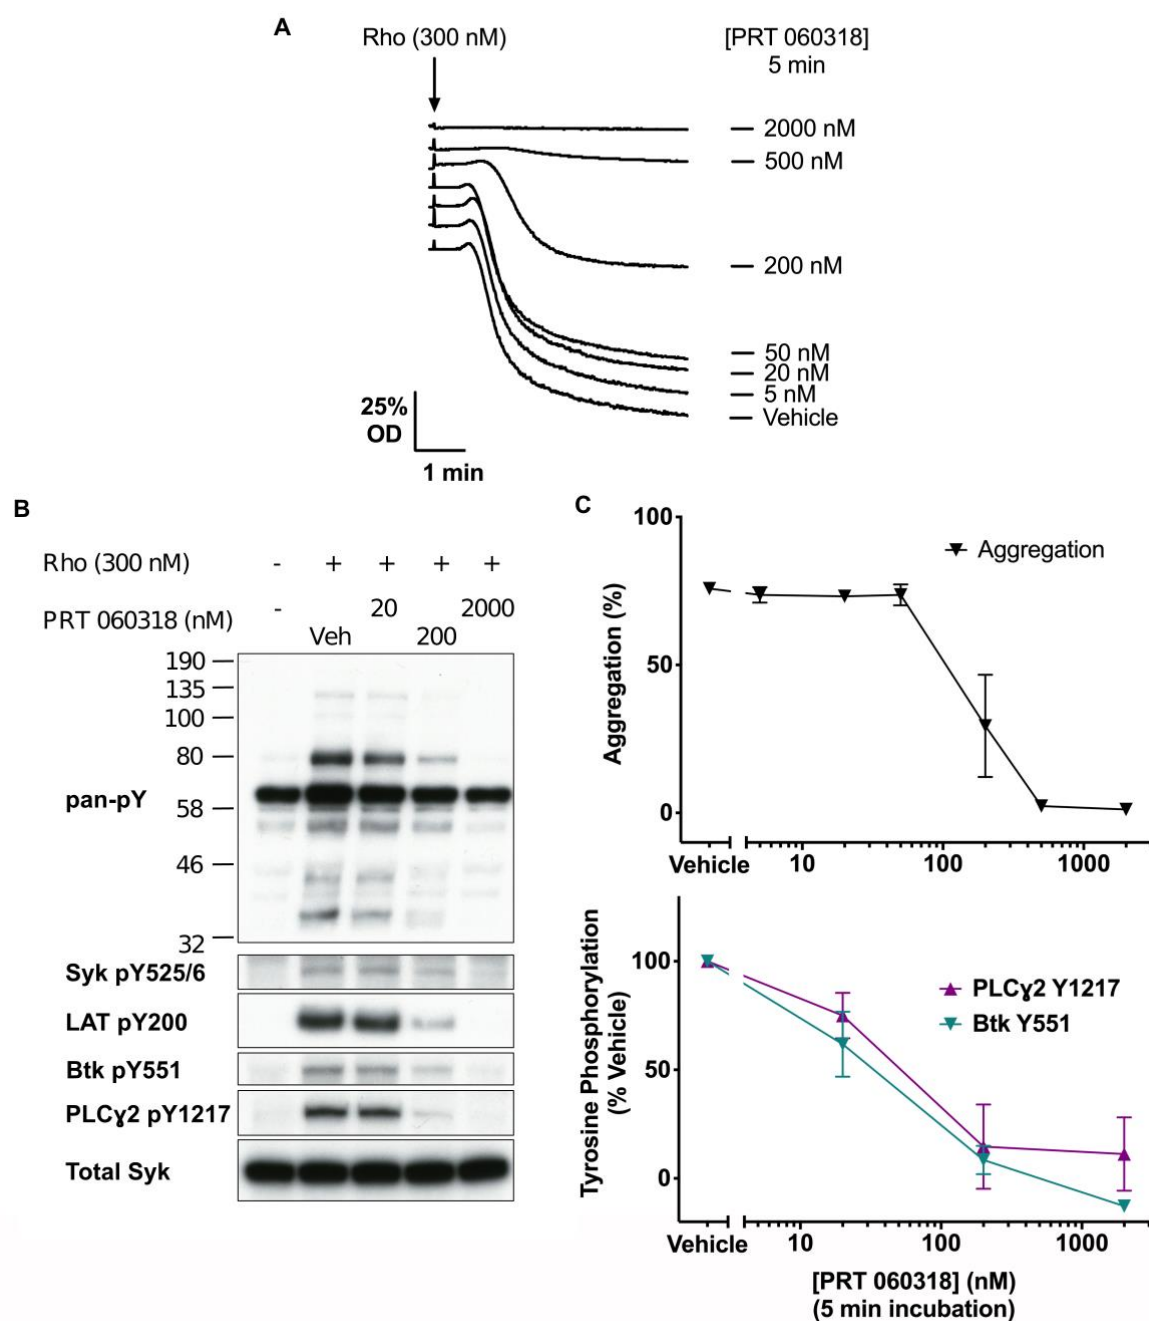 A
Rho (300 nM)
[PRT 060318]
5 min
2000 nM
500 nM
200 nM
50 nM
20 nM
5 nM
Vehicle
25%
OD
1 min
B
Rho (300 nM) - + + + +
PRT 060318 (nM) - Veh 20 200 2000
190
135
100
80
58
46
32
pan-pY
Syk pY525/6
LAT pY200
Btk pY551
PLCɣ2 pY1217
Total Syk
C
Aggregation (%)
100
50
0
Aggregation
Vehicle 10 100 1000
Tyrosine Phosphorylation
(% Vehicle)
100
50
0
PLCɣ2 Y1217
Btk Y551
Vehicle 10 100 1000
[PRT 060318] (nM)
(5 min incubation)